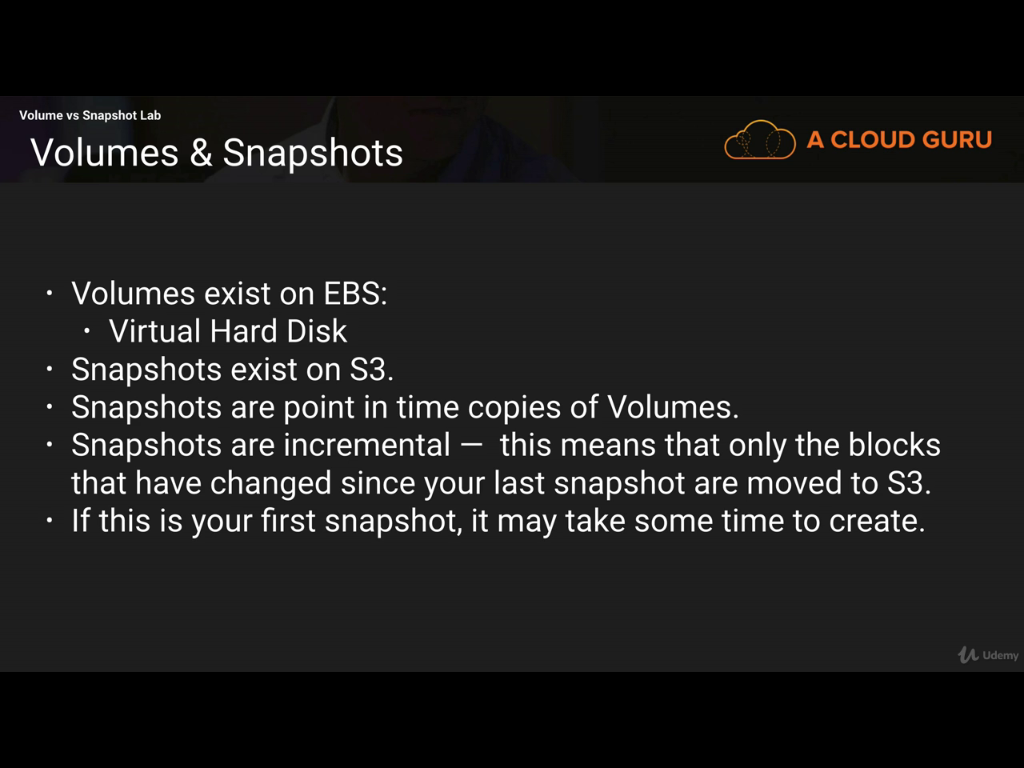 Volume vs Snapshot Lab
Volumes & Snapshots
A CLOUD GURU
• Volumes exist on EBS:
• Virtual Hard Disk
• Snapshots exist on S3.
• Snapshots are point in time copies of Volumes.
• Snapshots are incremental — this means that only the blocks
that have changed since your last snapshot are moved to S3.
• If this is your first snapshot, it may take some time to create.
Udemy